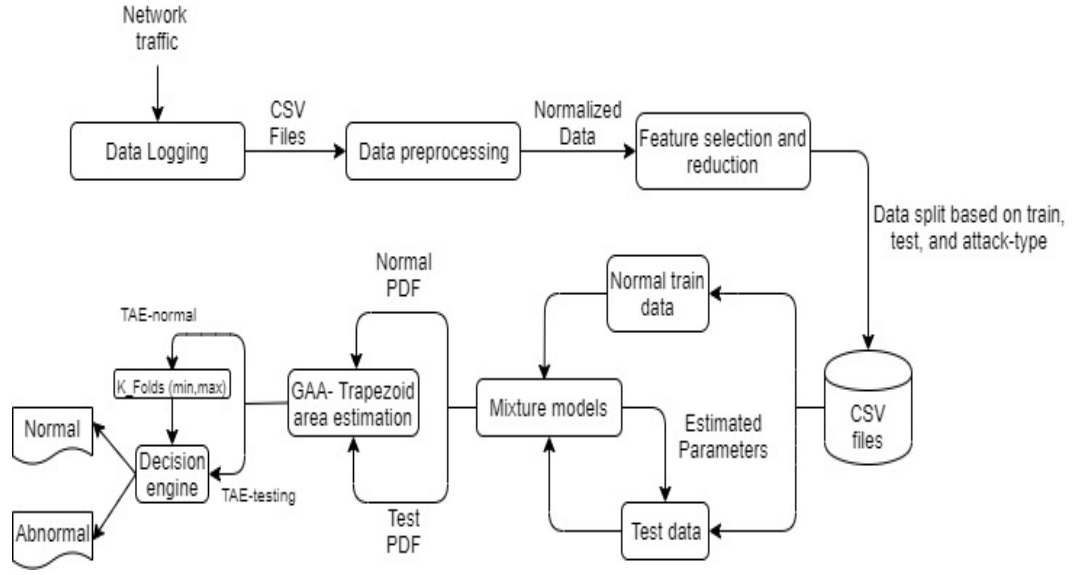 Network
traffic
Data Logging
CSV
Files
Data preprocessing
Normalized
Data
Feature selection and
reduction
Data split based on train,
test, and attack-type
CSV
files
Normal train
data
Test data
Mixture models
Estimated
Parameters
Normal
PDF
Test
PDF
GAA- Trapezoid
area estimation
TAE-normal
K_Folds (min,max)
TAE-testing
Decision
engine
Normal
Abnormal